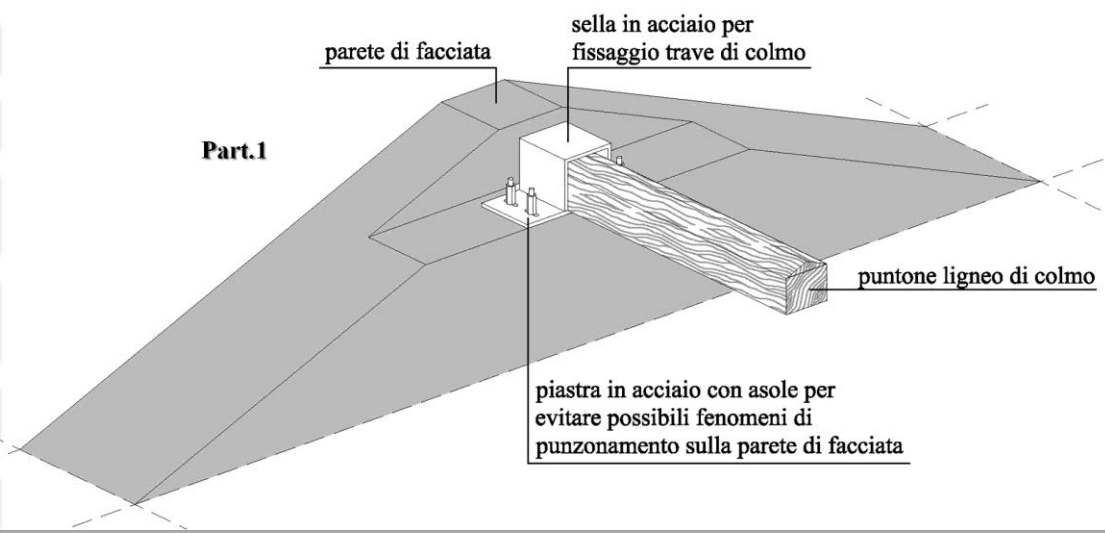 sella in acciaio per
fissaggio trave di colmo
parete di facciata
Part.1
puntone ligneo di colmo
piastra in acciaio con asole per
evitare possibili fenomeni di
punzonamento sulla parete di facciata